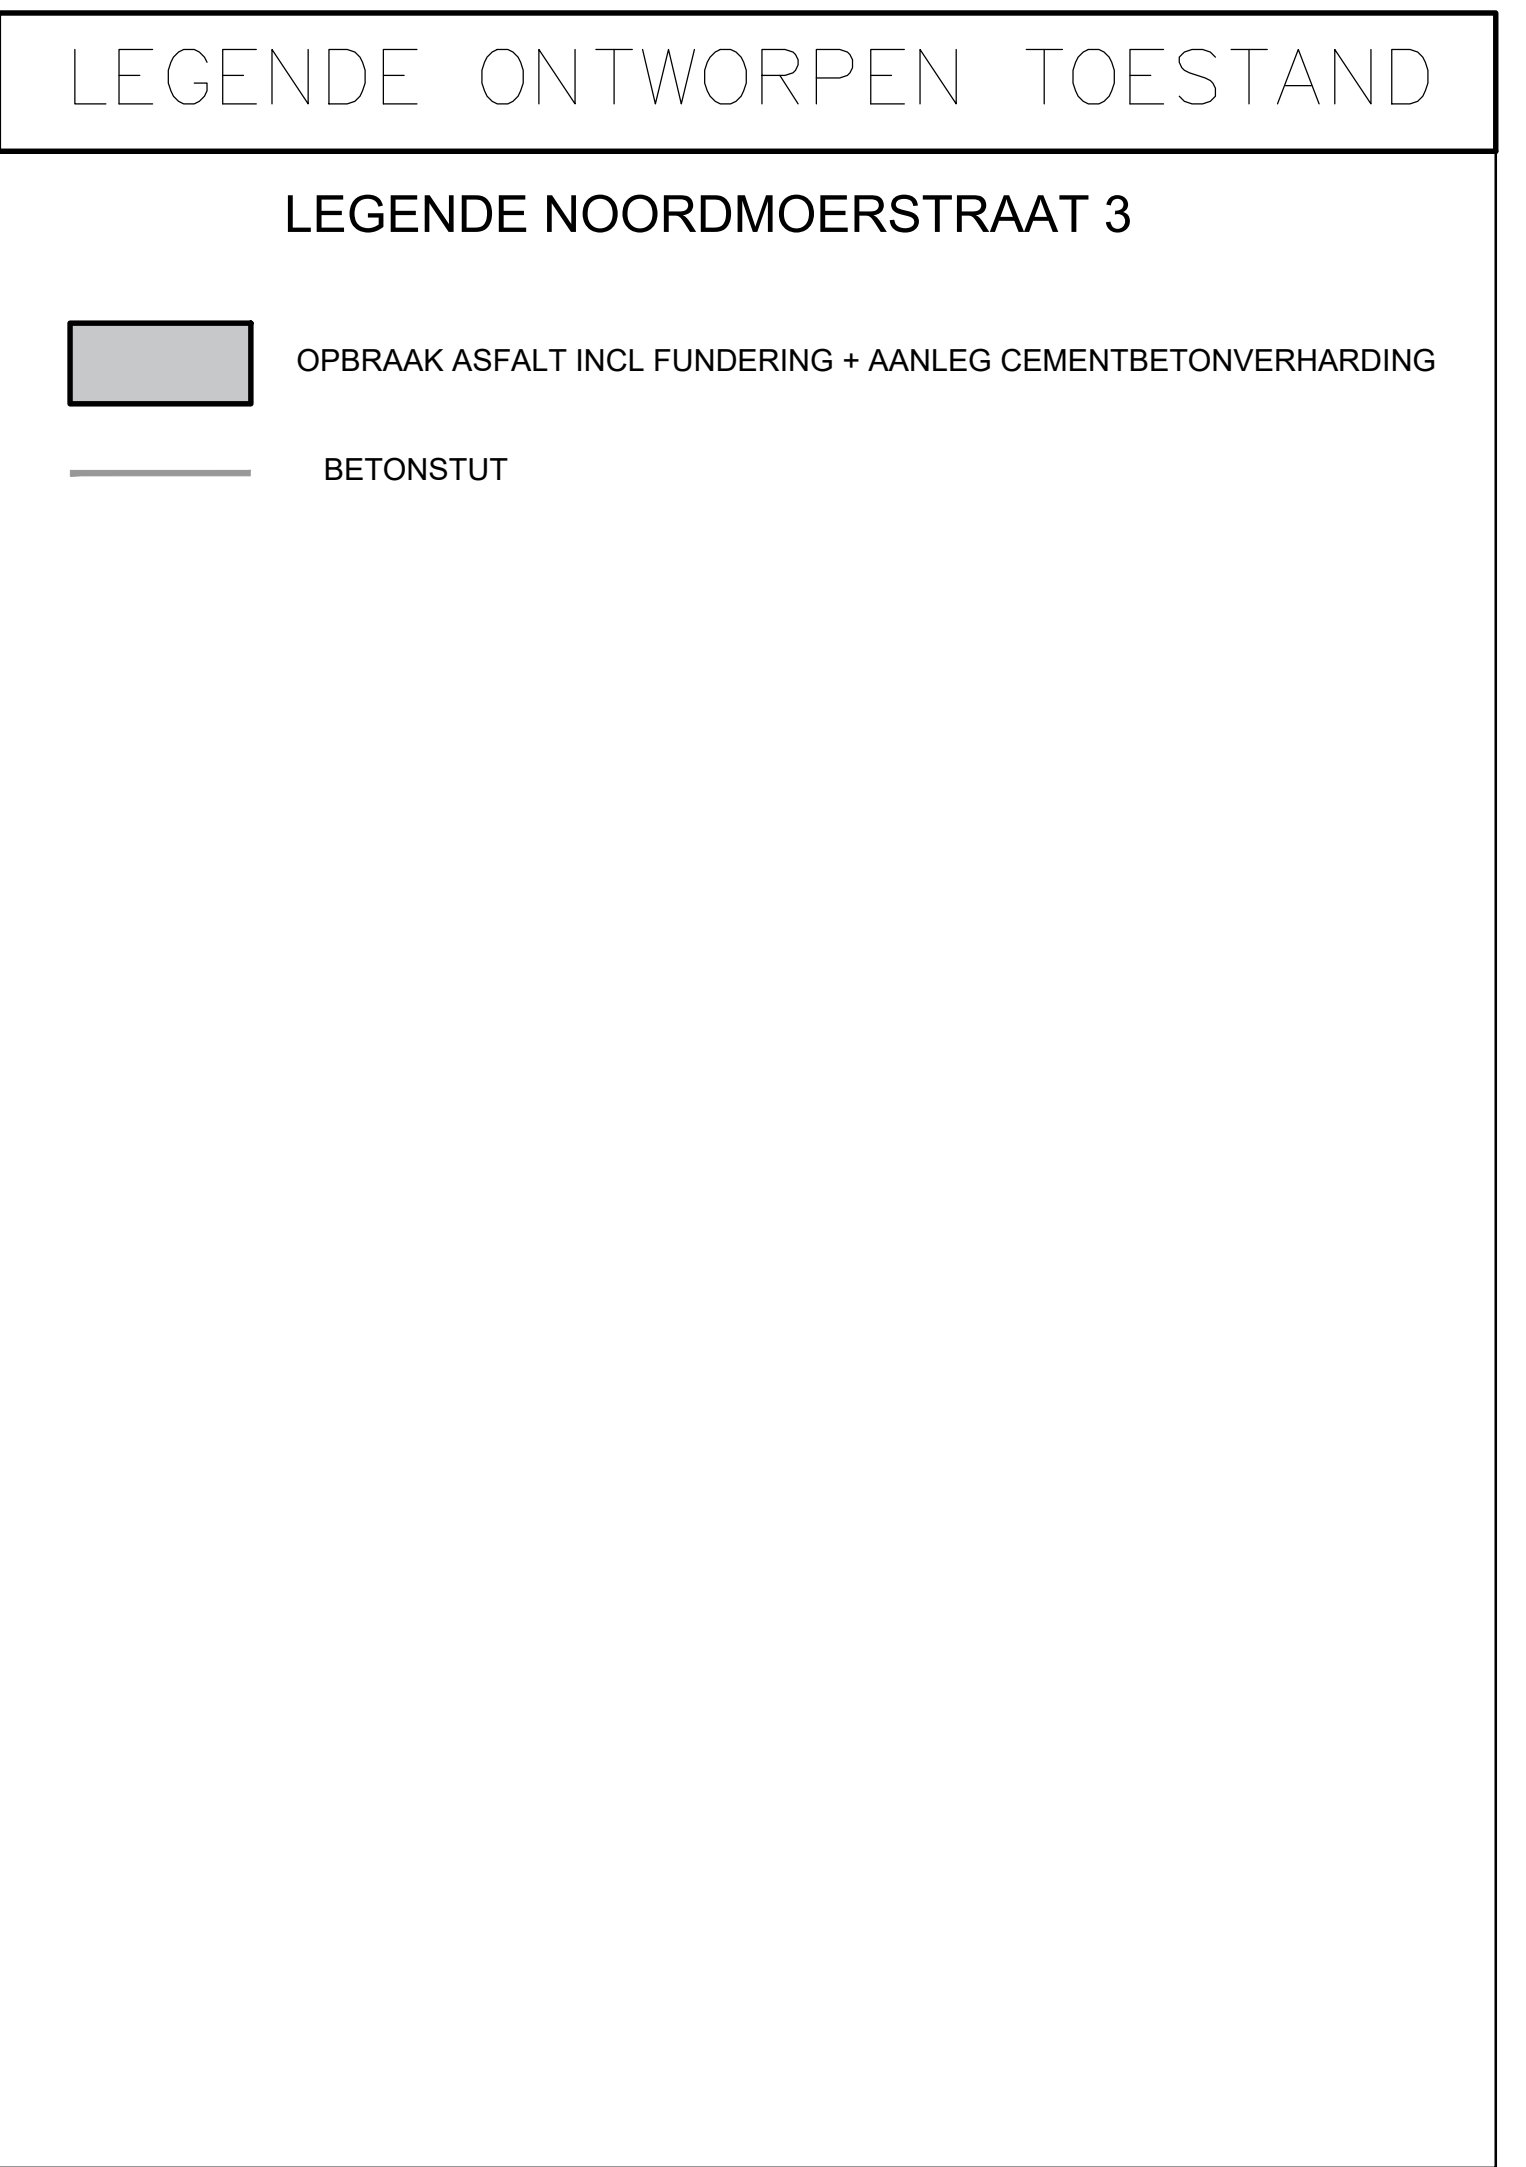 LEGENDE ONTWORPEN TOESTAND
LEGENDE NOORDMOERSTRAAT 3
OPBRAAK ASFALT INCL FUNDERING + AANLEG CEMENTBETONVERHARDING
BETONSTUT